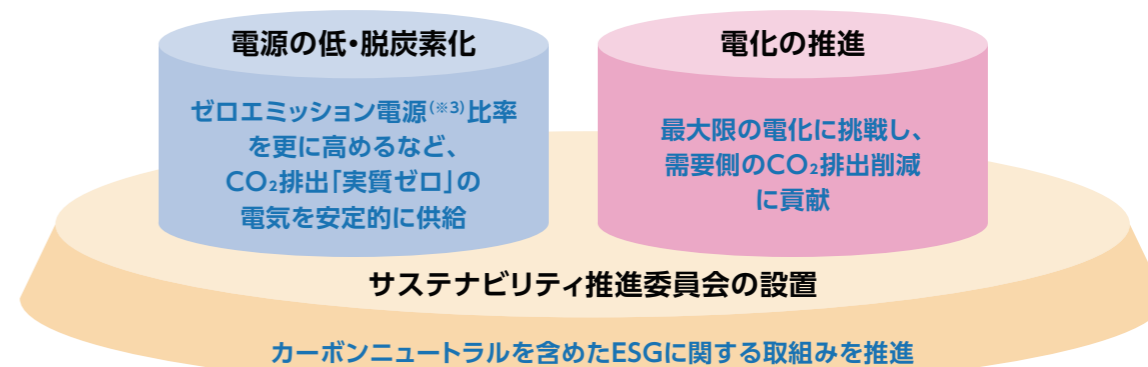 電源の低・脱炭素化
ゼロエミッション電源(※3)比率
を更に高めるなど、
CO₂排出「実質ゼロ」の
電気を安定的に供給
電化の推進
最大限の電化に挑戦し、
需要側のCO₂排出削減
に貢献
サステナビリティ推進委員会の設置
カーボンニュートラルを含めたESGに関する取組みを推進